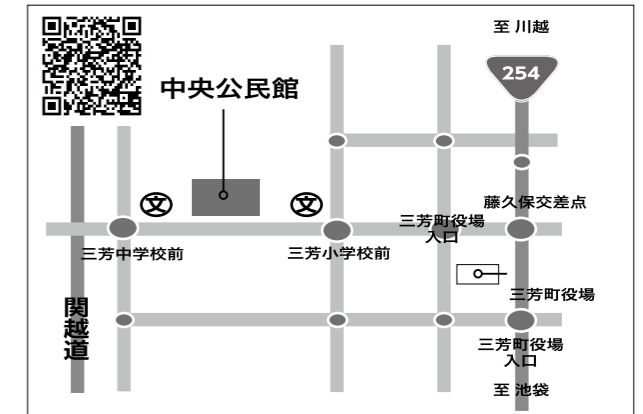 至 川越
254
中央公民館
文
文
藤久保交差点
三芳町役場
入口
三芳中学校前
三芳小学校前
三芳町役場
関越道
三芳町役場
入口
至 池袋